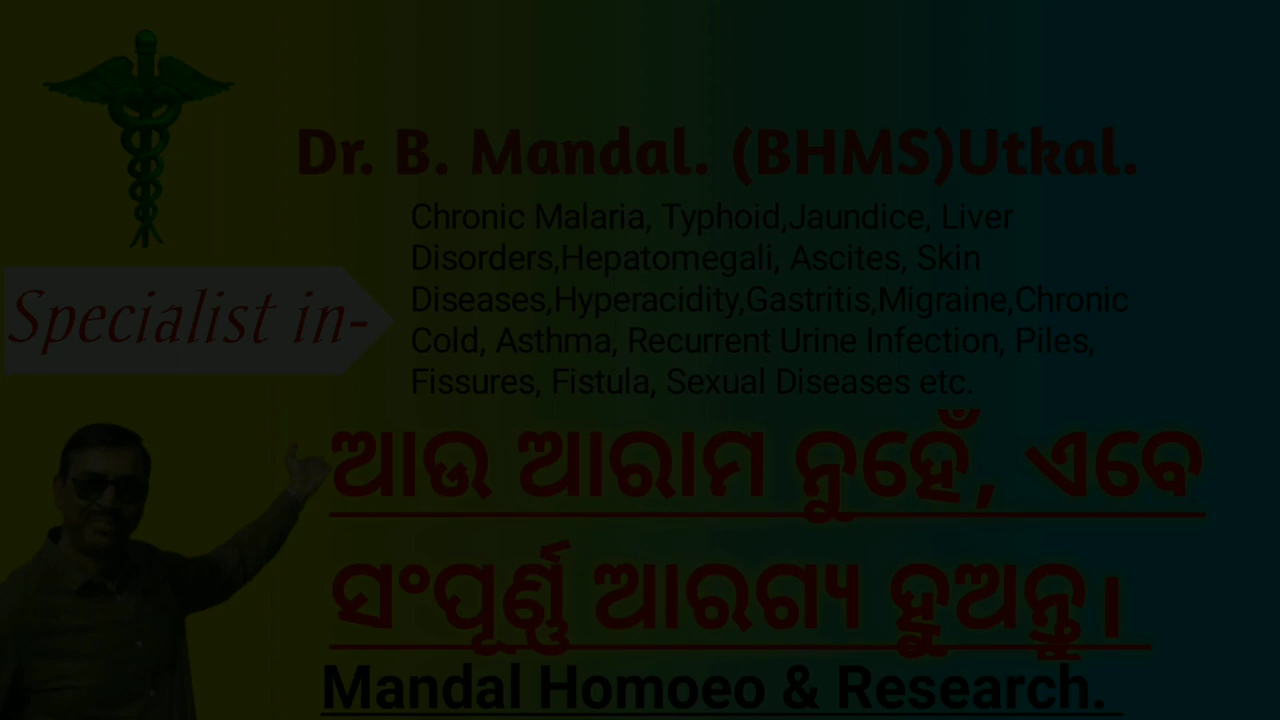 Dr. B. Mandal. (BHMS)Utkal.
Chronic Malaria, Typhoid,Jaundice, Liver
Disorders,Hepatomegali, Ascites, Skin
Diseases,Hyperacidity,Gastritis,Migraine,Chronic
Cold, Asthma, Recurrent Urine Infection, Piles,
Fissures, Fistula, Sexual Diseases etc.
Specialist in-
ଆଉ ଆରାମ ନୁହେଁ, ଏବେ
ସଂପୂର୍ଣ୍ଣ ଆରଗ୍ୟ ହୁଅନ୍ତୁ।
Mandal Homoeo & Research.